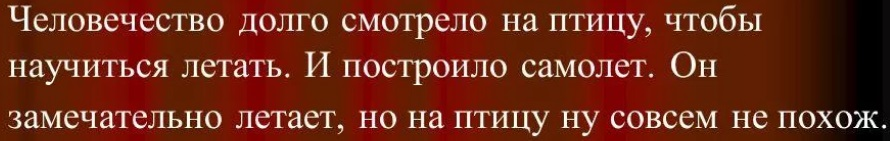 Человечество долго смотрело на птицу, чтобы
научиться летать. И построило самолет. Он
замечательно летает, но на птицу ну совсем не похож.